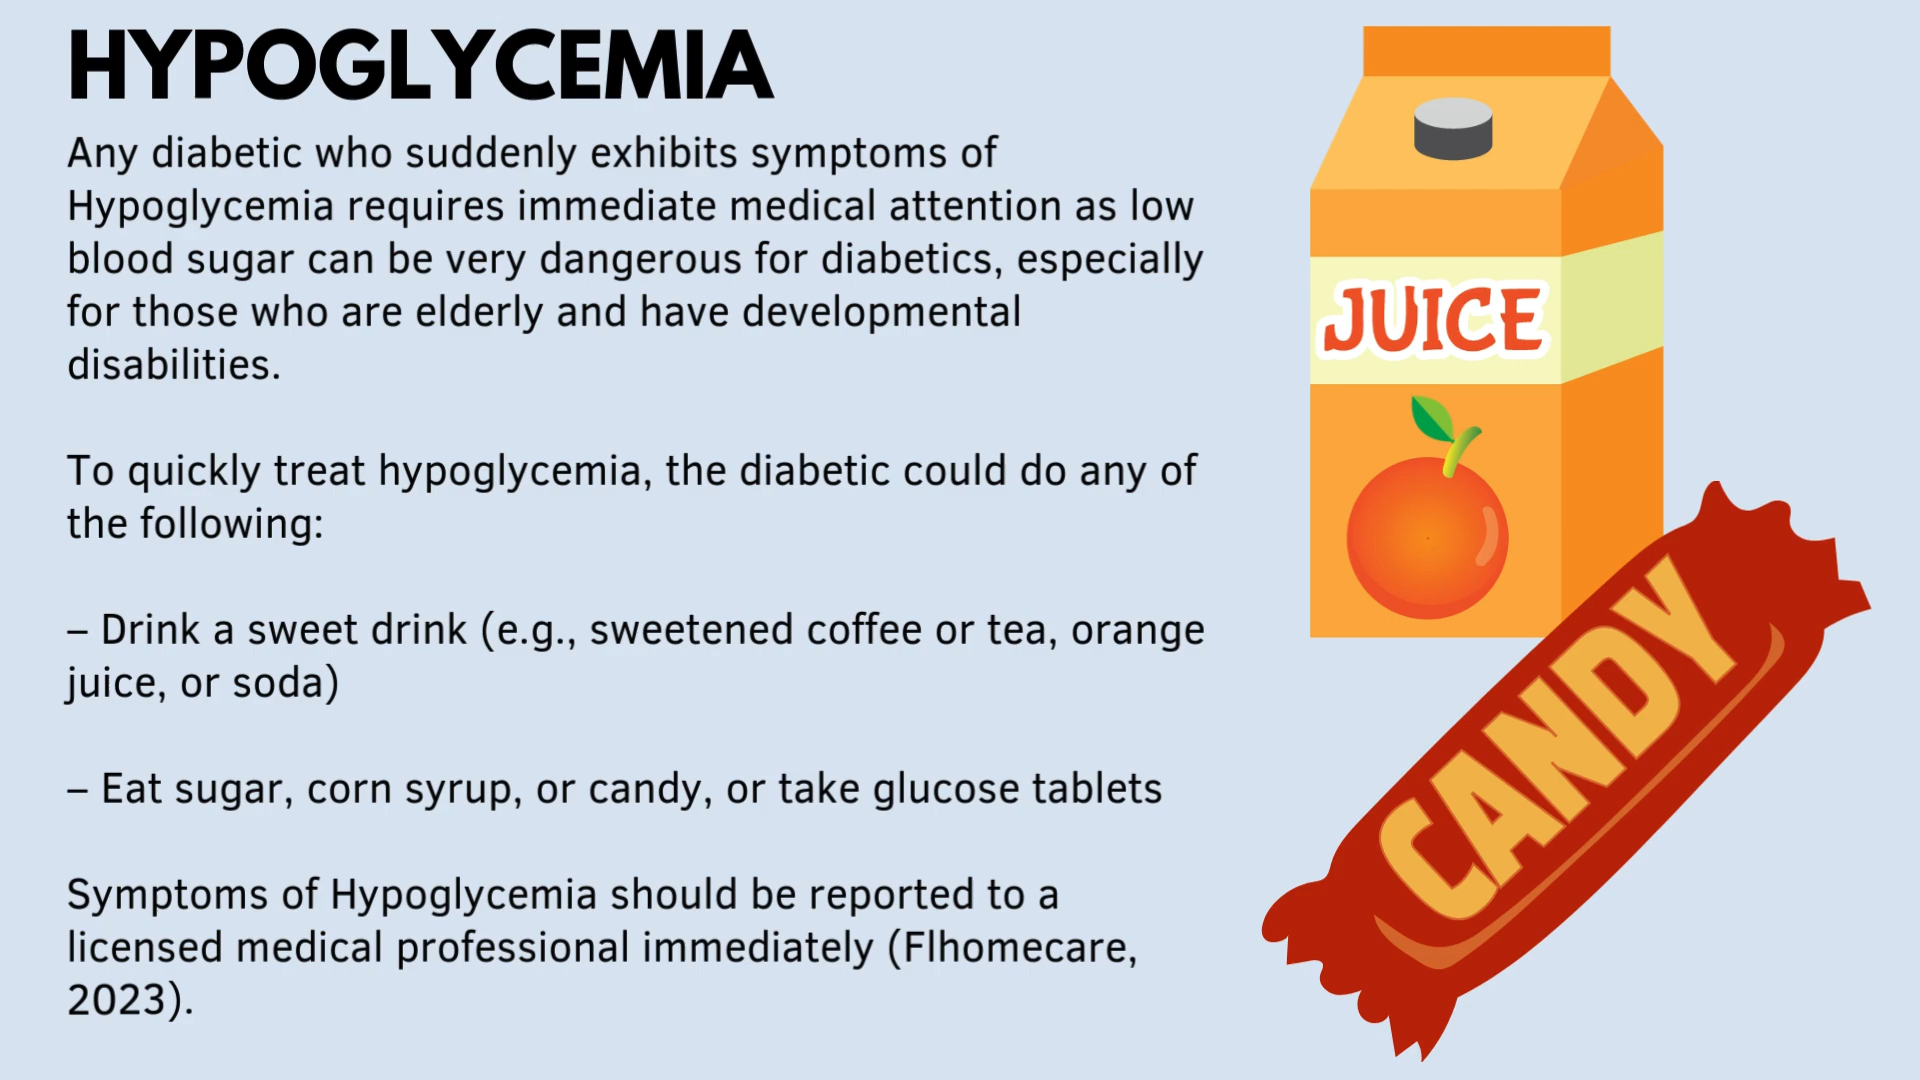 HYPOGLYCEMIA
Any diabetic who suddenly exhibits symptoms of
Hypoglycemia requires immediate medical attention as low
blood sugar can be very dangerous for diabetics, especially
for those who are elderly and have developmental
disabilities.
To quickly treat hypoglycemia, the diabetic could do any of
the following:
– Drink a sweet drink (e.g., sweetened coffee or tea, orange
juice, or soda)
– Eat sugar, corn syrup, or candy, or take glucose tablets
Symptoms of Hypoglycemia should be reported to a
licensed medical professional immediately (Flhomecare,
2023).
JUICE
CANDY